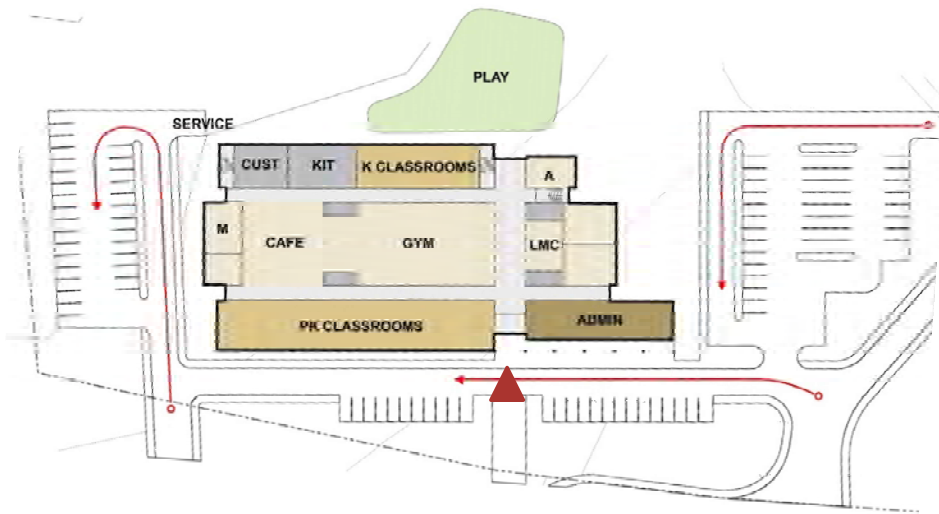 PLAY
SERVICE
CUST
KIT
K CLASSROOMS
A
M
CAFE
GYM
LMC
PK CLASSROOMS
ADMIN